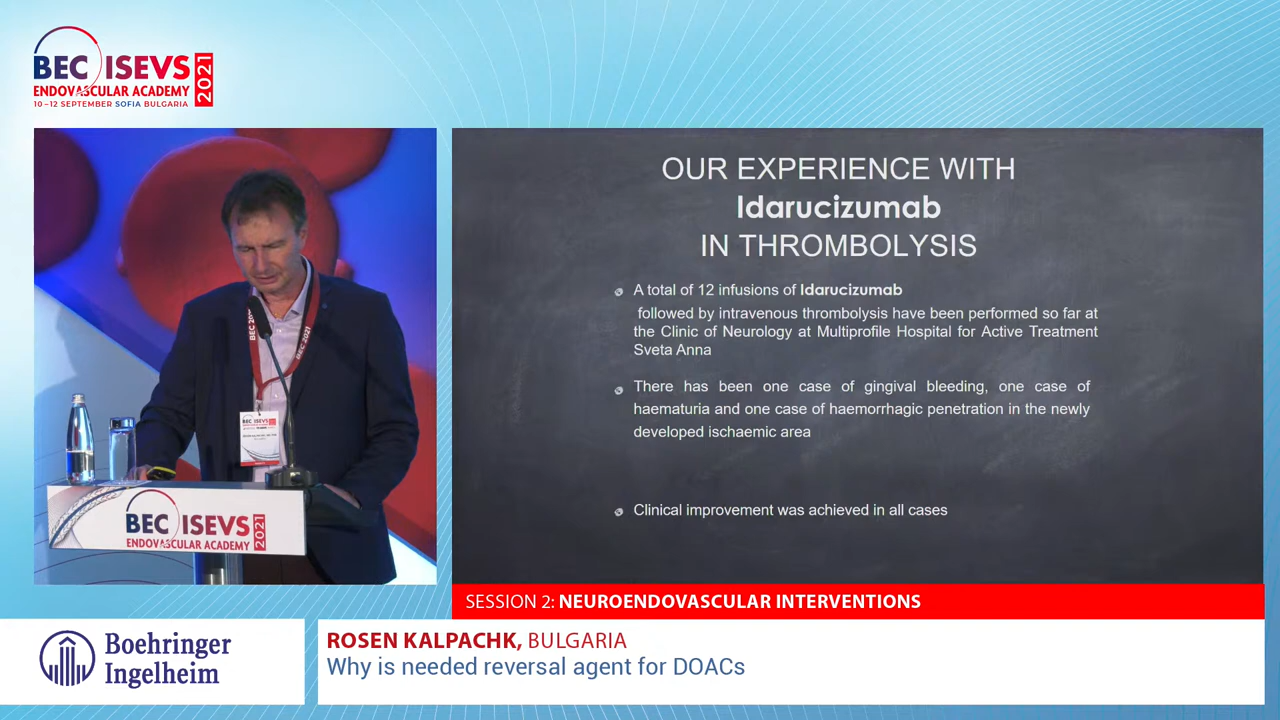 BEC ISEVS
ENDOVASCULAR ACADEMY
2021
10–12 SEPTEMBER SOFIA BULGARIA
BEC 2021
BEC ISEVS
BEC ISEVS
ENDOVASCULAR ACADEMY
2021
OUR EXPERIENCE WITH
Idarucizumab
IN THROMBOLYSIS
A total of 12 infusions of Idarucizumab
followed by intravenous thrombolysis have been performed so far at
the Clinic of Neurology at Multiprofile Hospital for Active Treatment
Sveta Anna
There has been one case of gingival bleeding, one case of
haematuria and one case of haemorrhagic penetration in the newly
developed ischaemic area
Clinical improvement was achieved in all cases
SESSION 2: NEUROENDOVASCULAR INTERVENTIONS
Boehringer
Ingelheim
ROSEN KALPACHK, BULGARIA
Why is needed reversal agent for DOACs